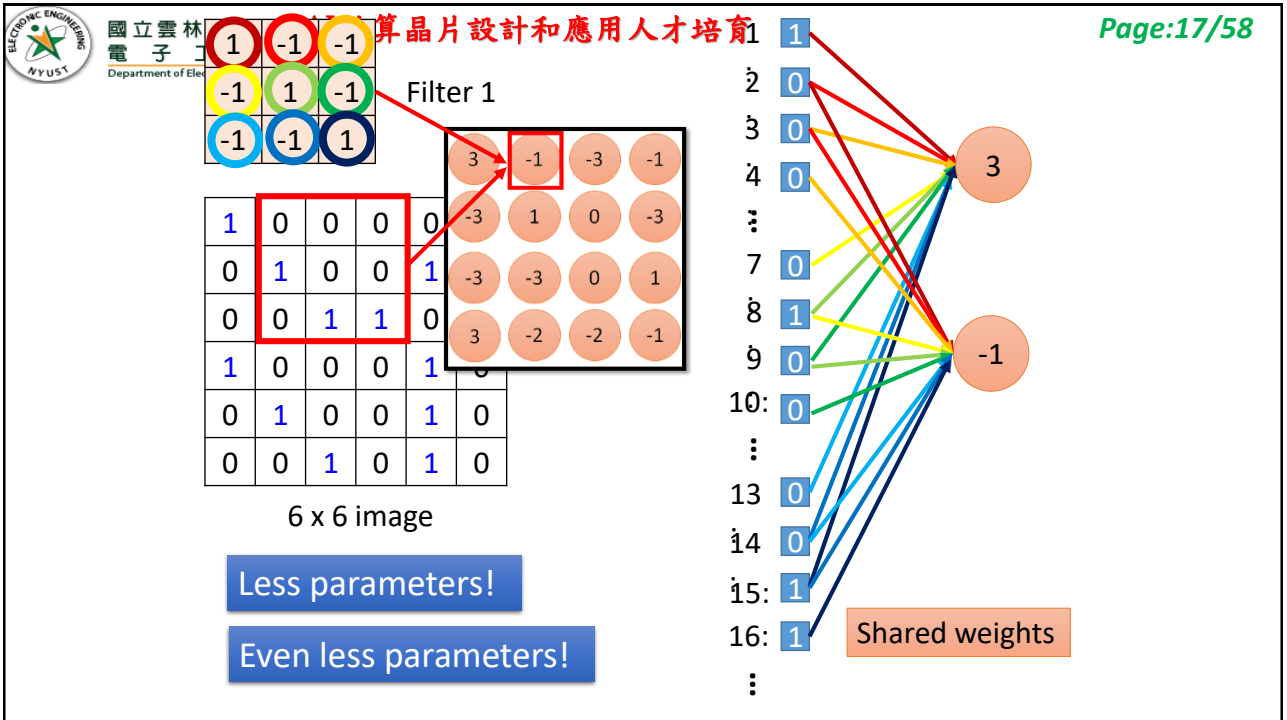 ELECTRONIC ENGINEERING
NYUST
國立雲林
電子
Department of Elec
算晶片設計和應用人才培育
Page:17/58
1 -1 -1
-1 1 -1
-1 -1 1
Filter 1
3 -1 -3 -1
-3 1 0 -3
-3 -3 0 1
3 -2 -2 -1
1 0 0 0 0
0 1 0 0 1
0 0 1 1 0
1 0 0 0 1 0
0 1 0 0 1 0
0 0 1 0 1 0
6 x 6 image
Less parameters!
Even less parameters!
1 1
2 0
3 0
4 0
⋮
7 0
8 1
9 0
10: 0
⋮
13 0
14 0
15: 1
16: 1
⋮
3
-1
Shared weights